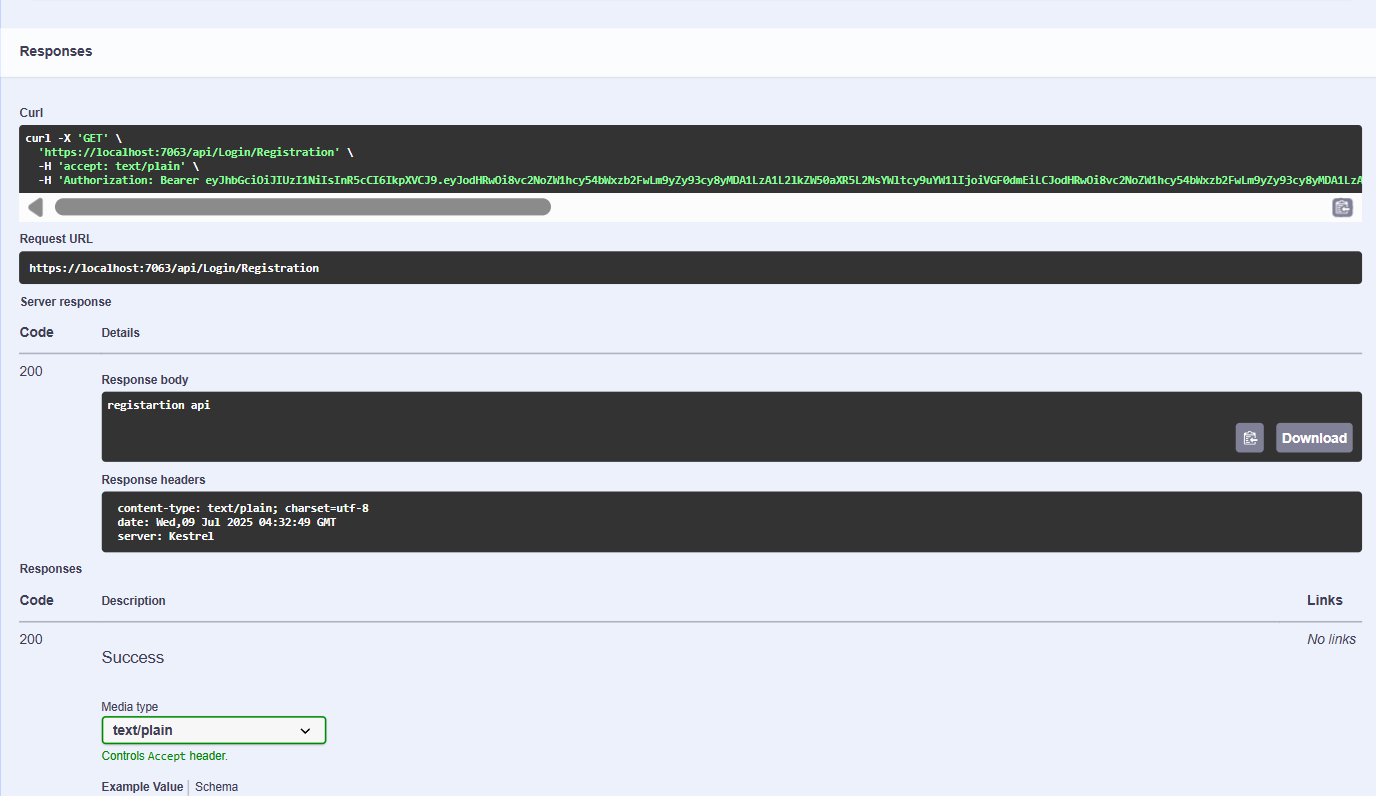 Responses
Curl
curl -X 'GET' \
'https://localhost:7063/api/Login/Registration' \
-H 'accept: text/plain' \
-H 'Authorization: Bearer eyJhbGciOiJIUzI1NiIsInR5cCI6IkpXVCJ9.eyJodHRwOi8vc2NoZW1hcy54bWxzb2FwLm9yZy93cy8yMDA1LzA1L2lkZW50aXR5L2NsYWltcy9uYW1lIjoiVGF0dmEiLCJodHRwOi8vc2NoZW1hcy54bWxzb2FwLm9yZy93cy8yMDA1LzA
Request URL
https://localhost:7063/api/Login/Registration
Server response
Code Details
200
Response body
registartion api
Download
Response headers
content-type: text/plain; charset=utf-8
date: Wed,09 Jul 2025 04:32:49 GMT
server: Kestrel
Responses
Code Description Links
200 No links
Success
Media type
text/plain
Controls Accept header.
Example Value Schema